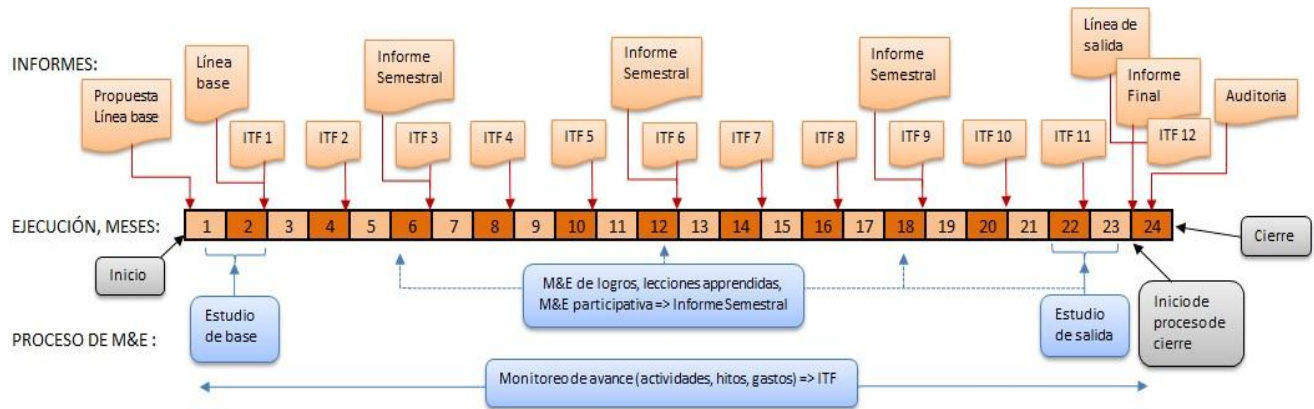 INFORMES:
Propuesta
Línea base
Línea
base
ITF 1
ITF 2
Informe
Semestral
ITF 3
ITF 4
ITF 5
Informe
Semestral
ITF 6
ITF 7
ITF 8
Informe
Semestral
ITF 9
ITF 10
ITF 11
Línea de
salida
Informe
Final
ITF 12
Auditoria
EJECUCIÓN, MESES:
1 2 3 4 5 6 7 8 9 10 11 12 13 14 15 16 17 18 19 20 21 22 23 24
Inicio
Cierre
M&E de logros, lecciones apprendidas,
M&E participativa => Informe Semestral
Estudio
de base
Estudio
de salida
Inicio de
proceso de
cierre
PROCESO DE M&E :
Monitoreo de avance (actividades, hitos, gastos) => ITF